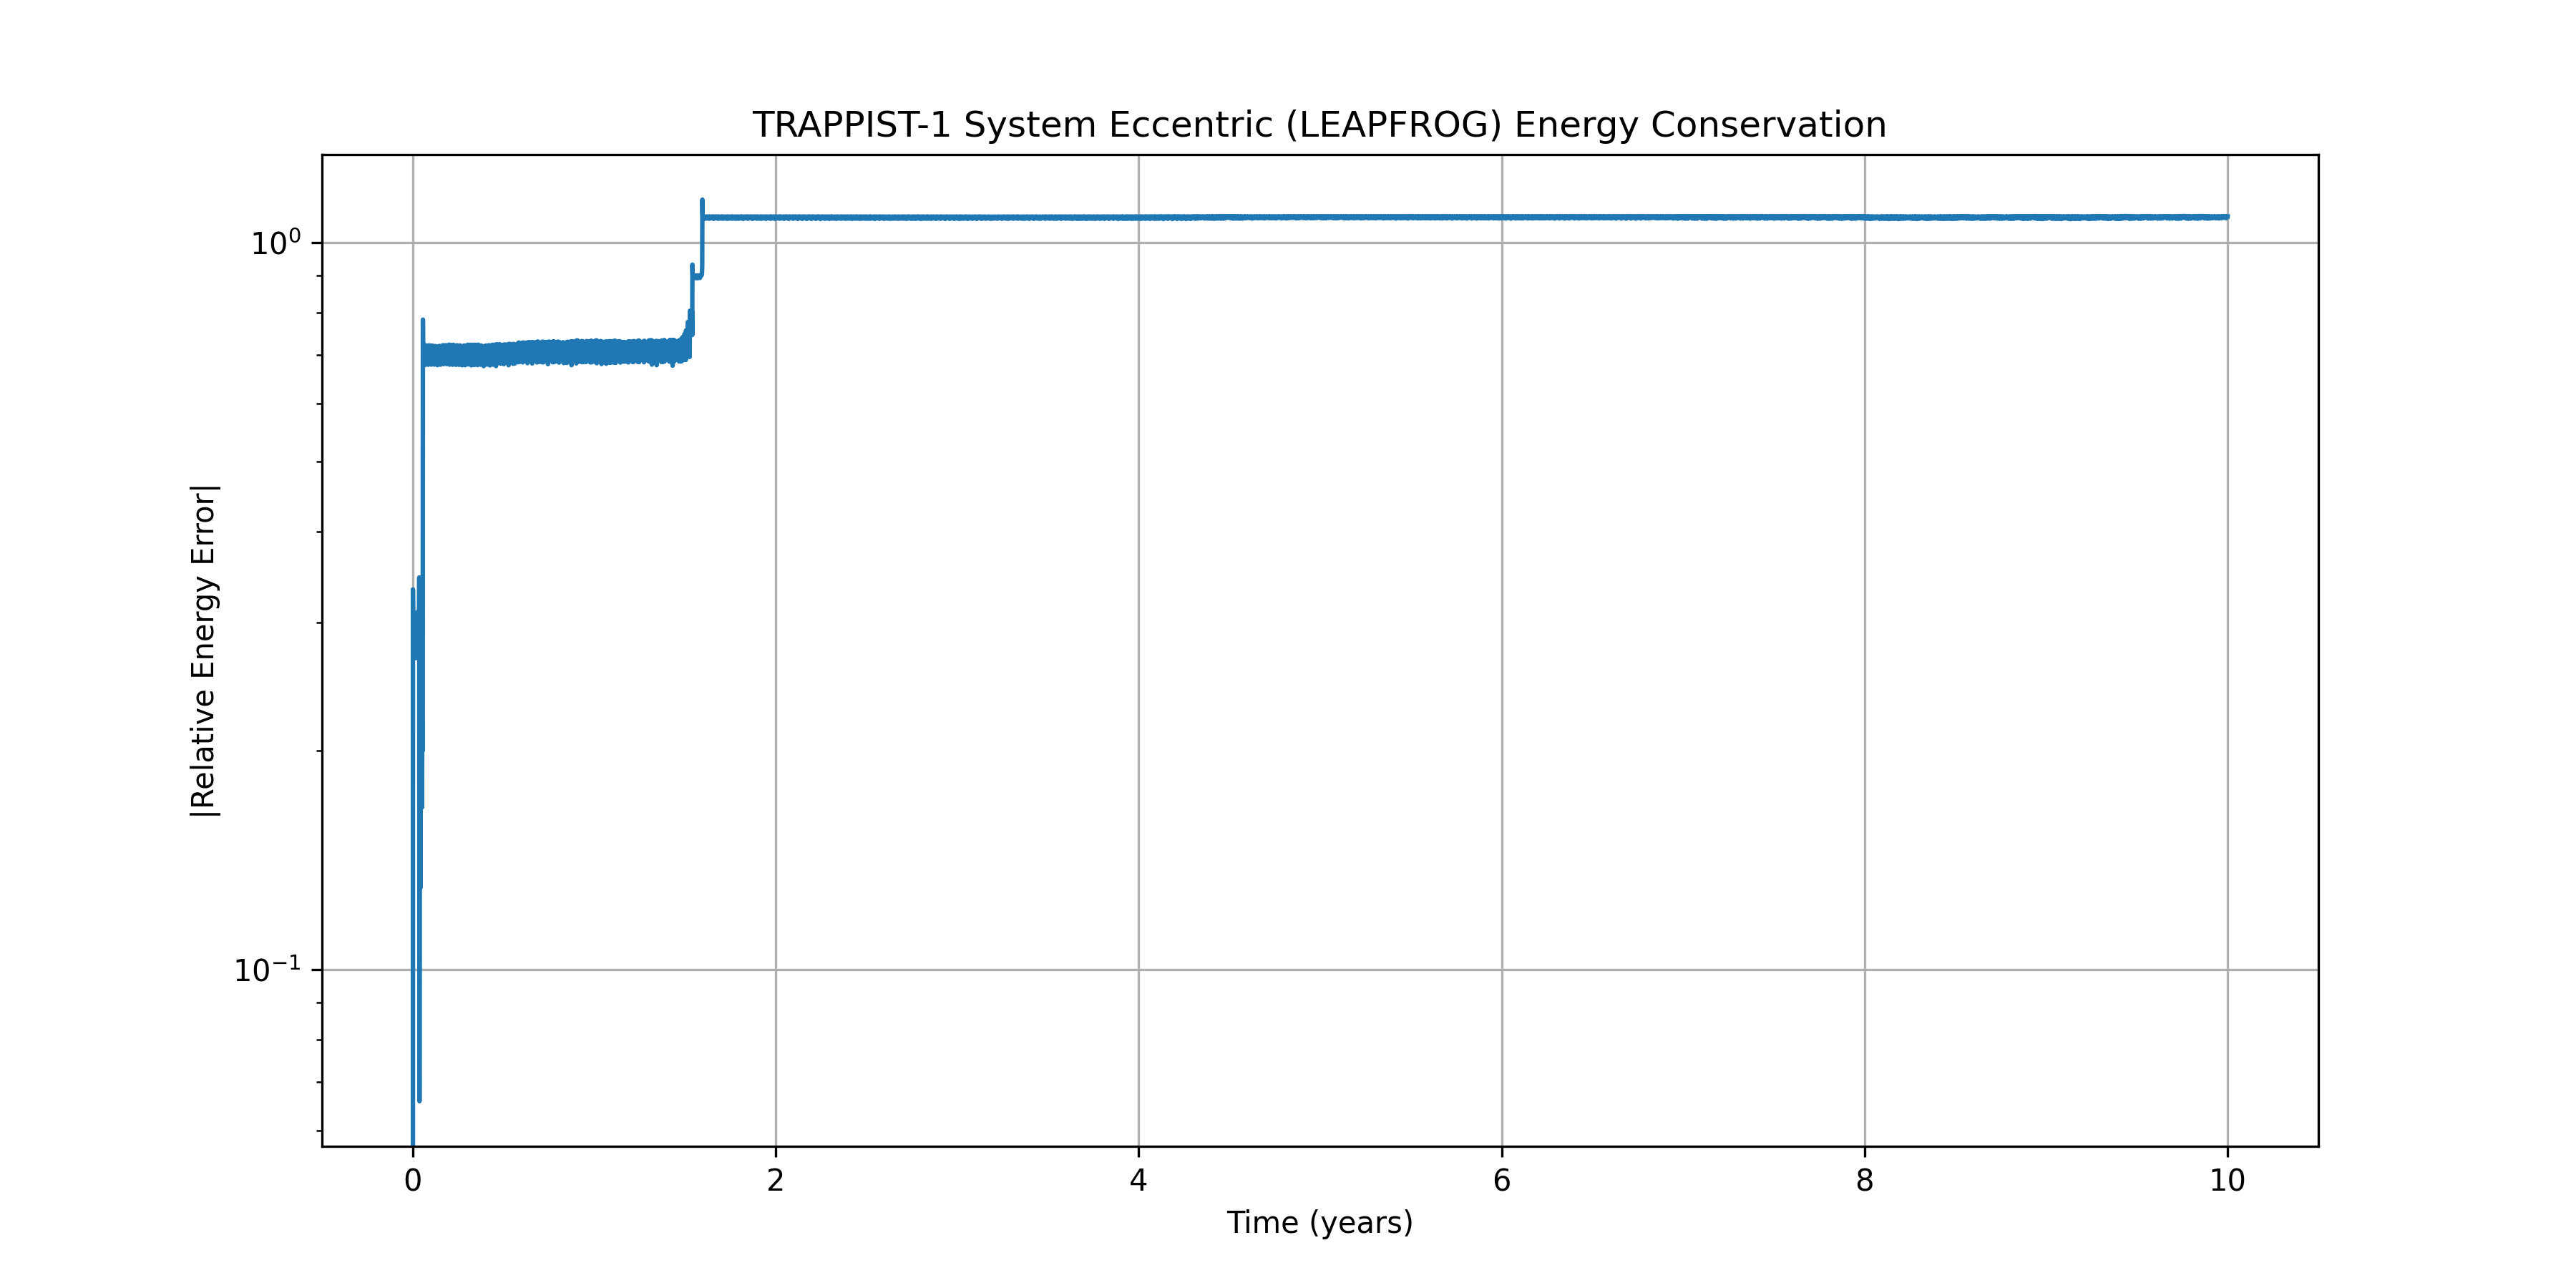 TRAPPIST-1 System Eccentric (LEAPFROG) Energy Conservation
|Relative Energy Error|
10⁰
10⁻¹
0 2 4 6 8 10
Time (years)